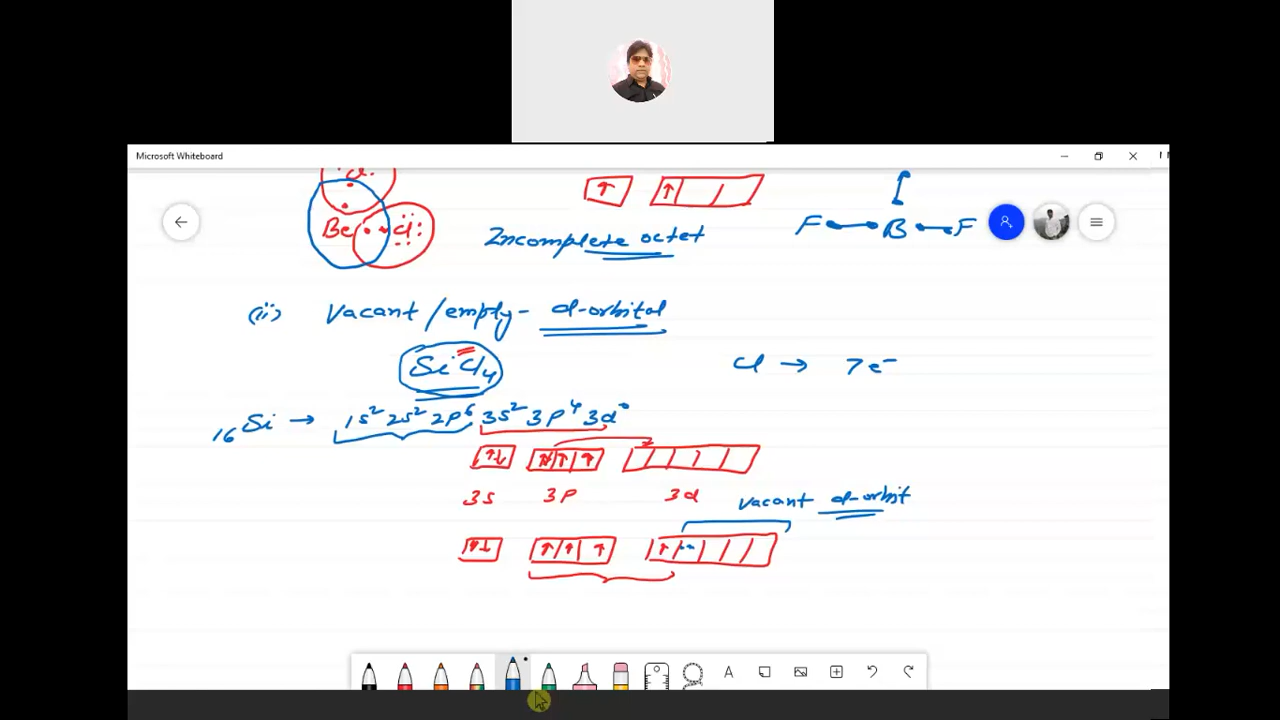 Microsoft Whiteboard
Be Cl
F B F
Incomplete octet
(ii) Vacant /empty- d-orbital
SiCl₄
Cl → 7e⁻
₁₆Si → 1s² 2s² 2p⁶ 3s² 3p⁴ 3d⁰
3s 3p 3d
Vacant d-orbit
A